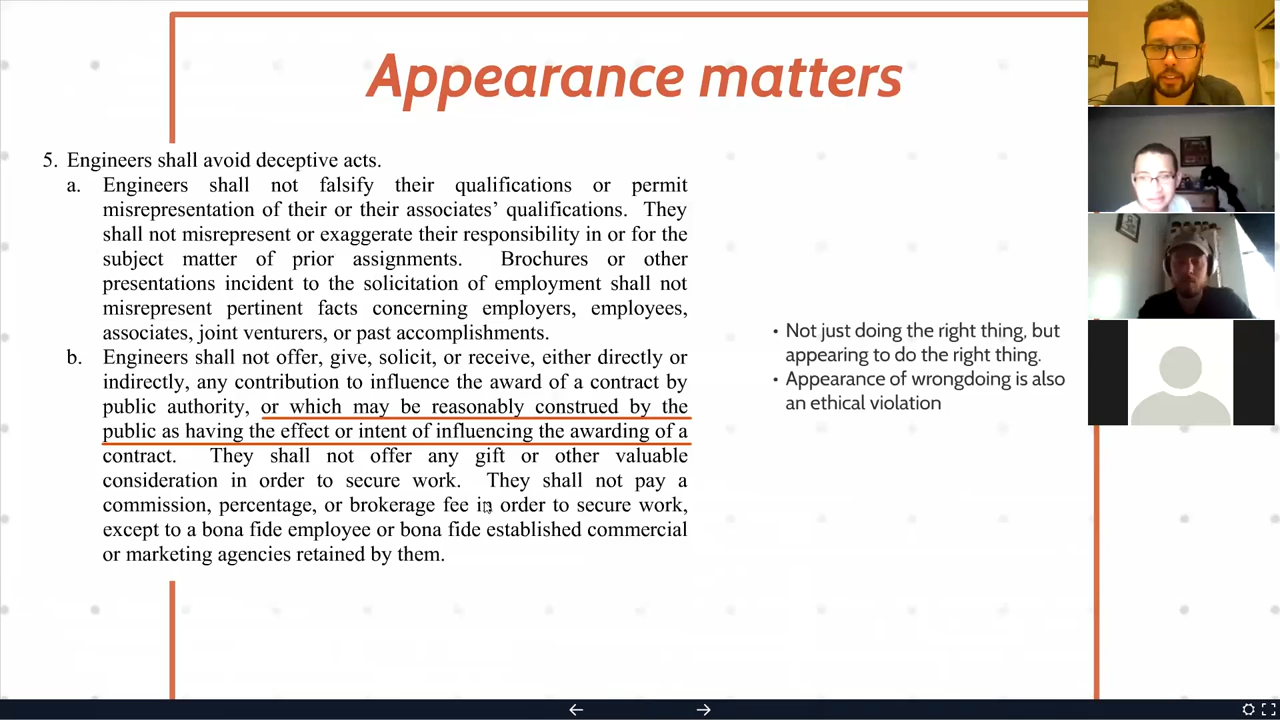 Appearance matters
5. Engineers shall avoid deceptive acts.
a. Engineers shall not falsify their qualifications or permit
misrepresentation of their or their associates’ qualifications. They
shall not misrepresent or exaggerate their responsibility in or for the
subject matter of prior assignments. Brochures or other
presentations incident to the solicitation of employment shall not
misrepresent pertinent facts concerning employers, employees,
associates, joint venturers, or past accomplishments.
b. Engineers shall not offer, give, solicit, or receive, either directly or
indirectly, any contribution to influence the award of a contract by
public authority, or which may be reasonably construed by the
public as having the effect or intent of influencing the awarding of a
contract. They shall not offer any gift or other valuable
consideration in order to secure work. They shall not pay a
commission, percentage, or brokerage fee in order to secure work,
except to a bona fide employee or bona fide established commercial
or marketing agencies retained by them.
• Not just doing the right thing, but
appearing to do the right thing.
• Appearance of wrongdoing is also
an ethical violation